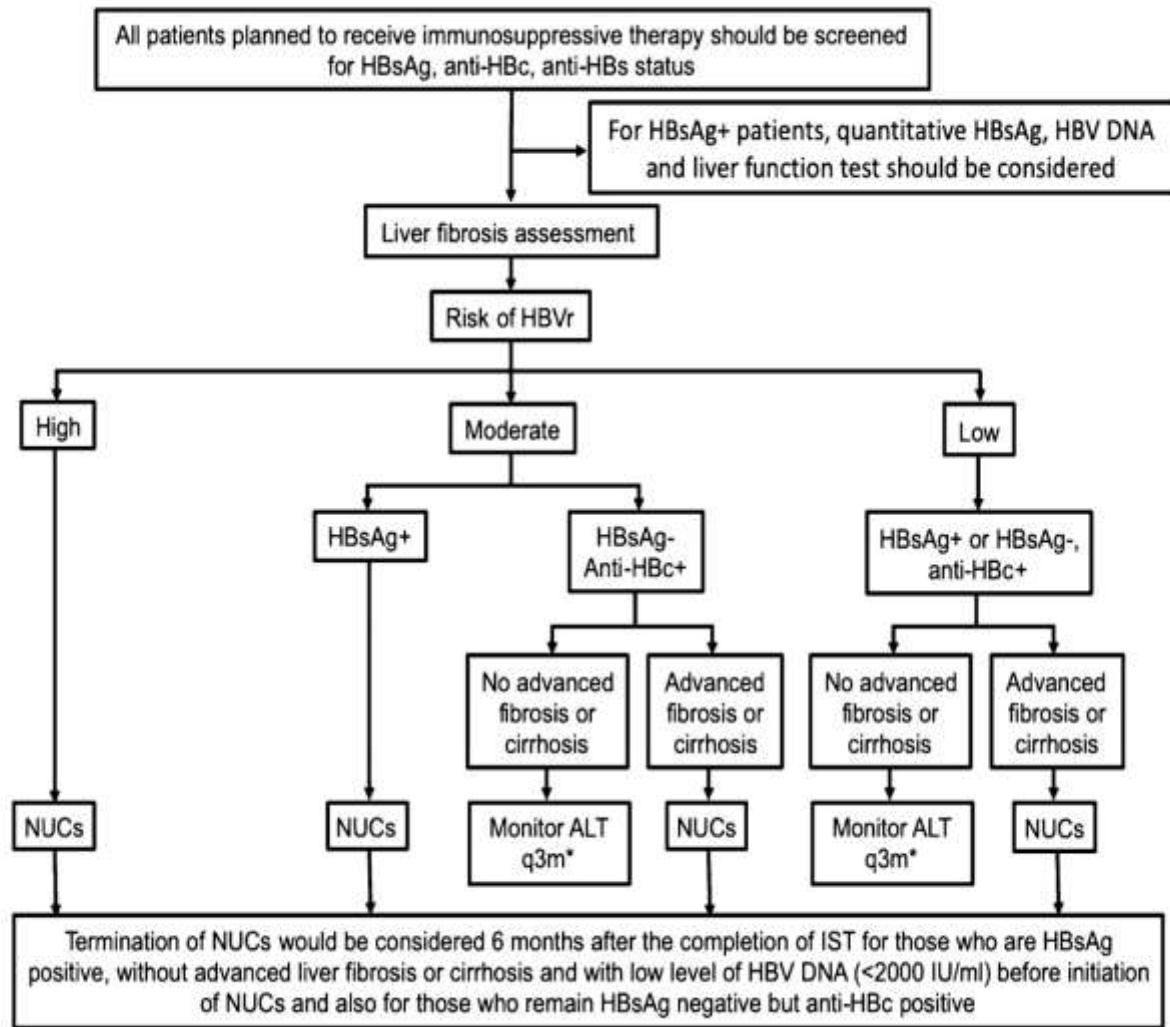 All patients planned to receive immunosuppressive therapy should be screened
for HBsAg, anti-HBc, anti-HBs status
For HBsAg+ patients, quantitative HBsAg, HBV DNA
and liver function test should be considered
Liver fibrosis assessment
Risk of HBVr
High
Moderate
Low
HBsAg+
HBsAg-
Anti-HBc+
HBsAg+ or HBsAg-,
anti-HBc+
No advanced
fibrosis or
cirrhosis
Advanced
fibrosis or
cirrhosis
No advanced
fibrosis or
cirrhosis
Advanced
fibrosis or
cirrhosis
NUCs
NUCs
Monitor ALT
q3m*
NUCs
Monitor ALT
q3m*
NUCs
Termination of NUCs would be considered 6 months after the completion of IST for those who are HBsAg
positive, without advanced liver fibrosis or cirrhosis and with low level of HBV DNA (<2000 IU/ml) before initiation
of NUCs and also for those who remain HBsAg negative but anti-HBc positive